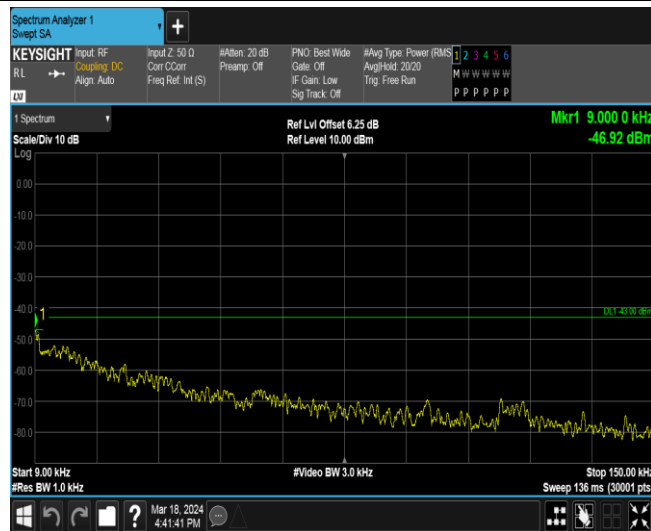 Spectrum Analyzer 1
Swept SA
+
KEYSIGHT
R L
Input: RF
Coupling: DC
Align: Auto
Input Z: 50 Ω
Corr CCorr
Freq Ref: Int (S)
#Atten: 20 dB
Preamp: Off
PNO: Best Wide
Gate: Off
IF Gain: Low
Sig Track: Off
#Avg Type: Power (RMS
Avg|Hold: 20/20
Trig: Free Run
1 2 3 4 5 6
M W W W W W
P P P P P P
1 Spectrum
Scale/Div 10 dB
Ref Lvl Offset 6.25 dB
Ref Level 10.00 dBm
Mkr1 9.000 0 kHz
-46.92 dBm
Log
0.00
-10.0
-20.0
-30.0
-40.0
-50.0
-60.0
-70.0
-80.0
1
DL1 -43.00 dBm
Start 9.00 kHz
#Res BW 1.0 kHz
#Video BW 3.0 kHz
Stop 150.00 kHz
Sweep 136 ms (30001 pts
?
Mar 18, 2024
4:41:41 PM